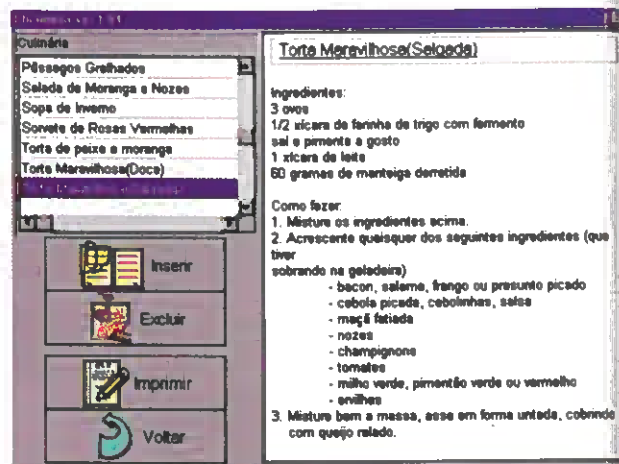 Culinária
Pêssegos Grelhados
Salada de Moranga e Nozes
Sopa de Inverno
Sorvete de Rosas Vermelhas
Torta de peixe e moranga
Torta Maravilhosa(Doce)
Inserir
Excluir
Imprimir
Voltar
Torta Maravilhosa(Salgada)
Ingredientes:
3 ovos
1/2 xícara de farinha de trigo com fermento
sal e pimenta a gosto
1 xícara de leite
60 gramas de manteiga derretida
Como fazer:
1. Misture os ingredientes acima.
2. Acrescente quaisquer dos seguintes ingredientes (que
tiver
sobrando na geladeira)
- bacon, salame, frango ou presunto picado
- cebola picada, cebolinhas, salsa
- maçã fatiada
- nozes
- champignons
- tomates
- milho verde, pimentão verde ou vermelho
- ervilhas
3. Misture bem a massa, asse em forma untada, cobrindo
com queijo ralado.